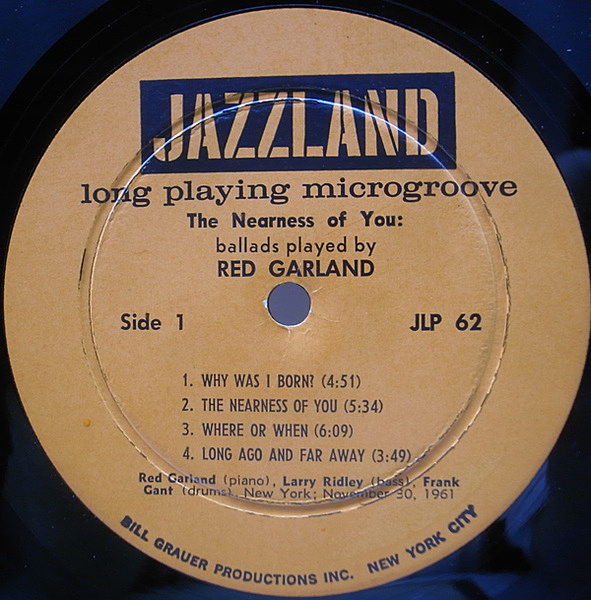 JAZZLAND
long playing microgroove
The Nearness of You:
ballads played by
RED GARLAND
Side 1
JLP 62
1. WHY WAS I BORN? (4:51)
2. THE NEARNESS OF YOU (5:34)
3. WHERE OR WHEN (6:09)
4. LONG AGO AND FAR AWAY (3:49)
Red Garland (piano), Larry Ridley (bass), Frank
Gant (drums). New York; November 30, 1961
BILL GRAUER PRODUCTIONS INC. NEW YORK CITY